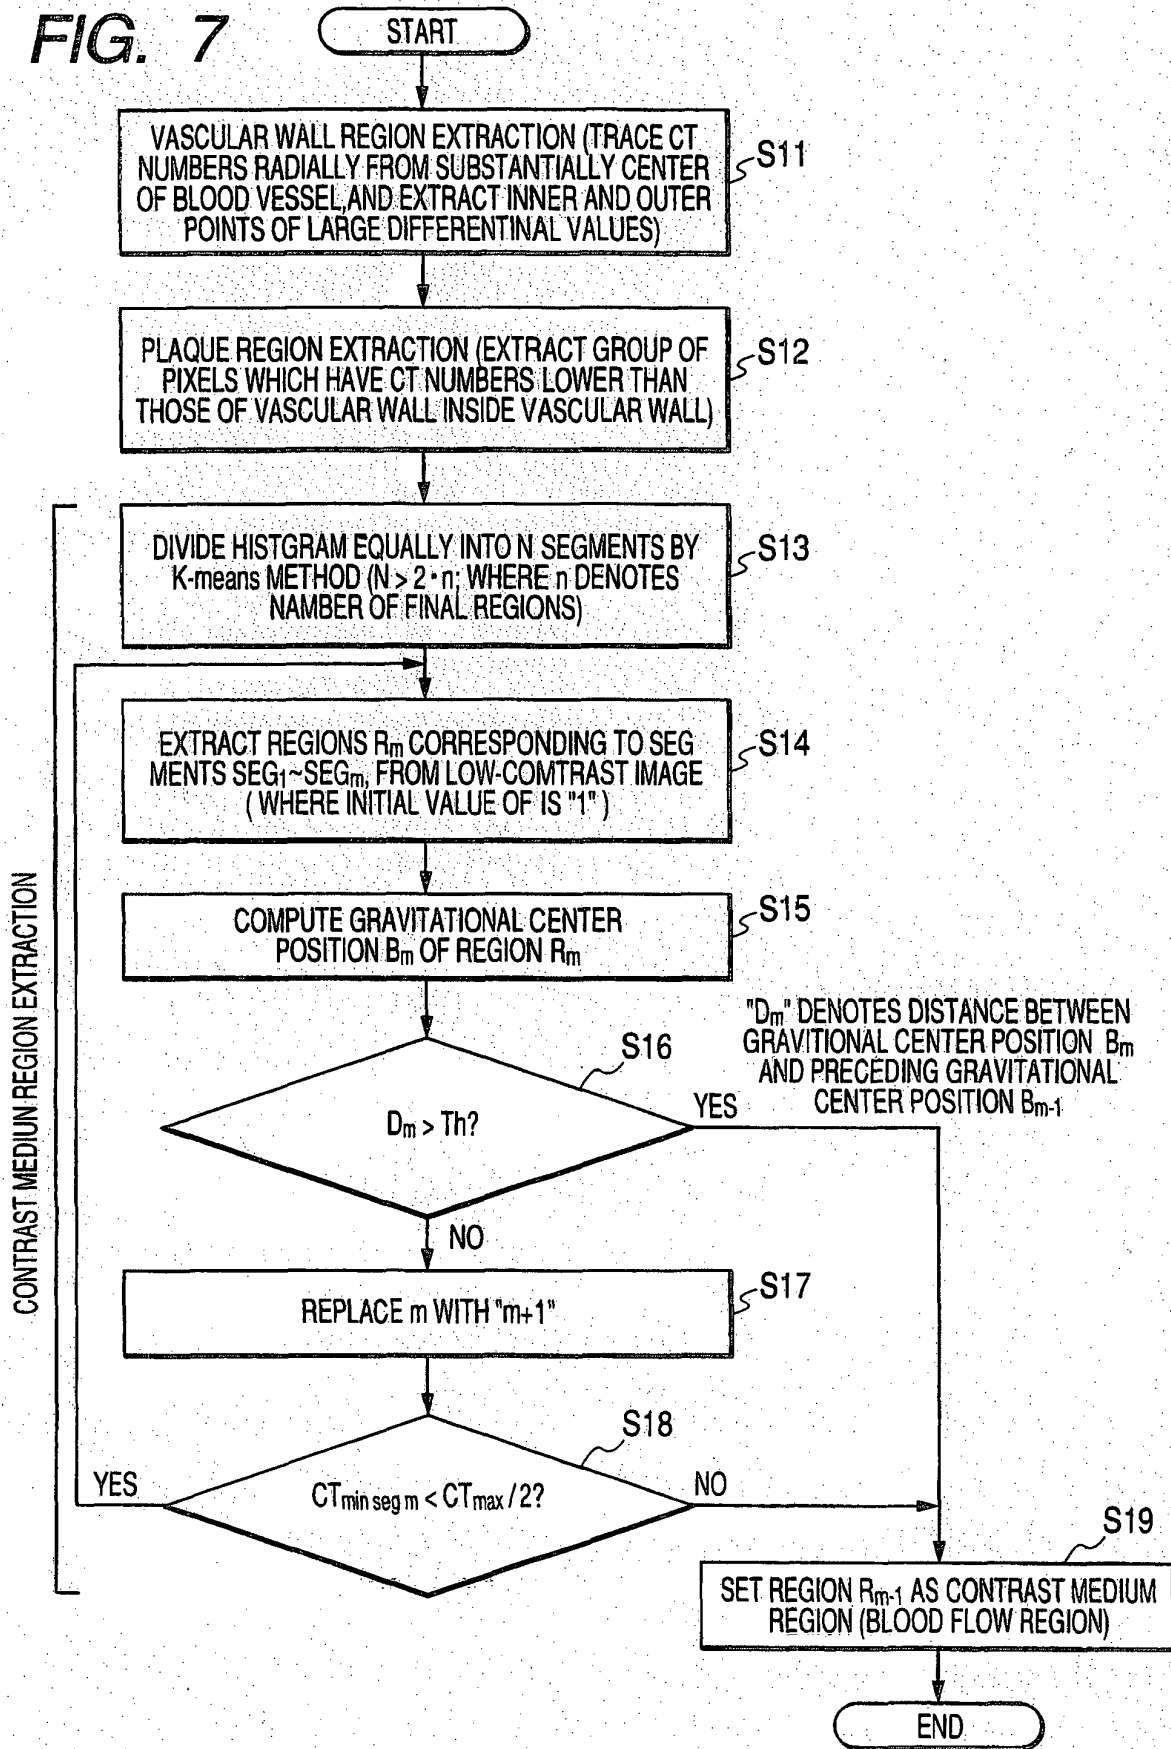 FIG. 7
START
VASCULAR WALL REGION EXTRACTION (TRACE CT
NUMBERS RADIALLY FROM SUBSTANTIALLY CENTER
OF BLOOD VESSEL,AND EXTRACT INNER AND OUTER
POINTS OF LARGE DIFFERENTINAL VALUES)
S11
PLAQUE REGION EXTRACTION (EXTRACT GROUP OF
PIXELS WHICH HAVE CT NUMBERS LOWER THAN
THOSE OF VASCULAR WALL INSIDE VASCULAR WALL)
S12
CONTRAST MEDIUN REGION EXTRACTION
DIVIDE HISTGRAM EQUALLY INTO N SEGMENTS BY
K-means METHOD (N > 2 · n; WHERE n DENOTES
NAMBER OF FINAL REGIONS)
S13
EXTRACT REGIONS Rm CORRESPONDING TO SEG
MENTS SEG1~SEGm, FROM LOW-COMTRAST IMAGE
( WHERE INITIAL VALUE OF IS "1" )
S14
COMPUTE GRAVITATIONAL CENTER
POSITION Bm OF REGION Rm
S15
"Dm" DENOTES DISTANCE BETWEEN
GRAVITIONAL CENTER POSITION Bm
AND PRECEDING GRAVITATIONAL
CENTER POSITION Bm-1
S16
Dm > Th?
YES
NO
REPLACE m WITH "m+1"
S17
S18
YES
CTmin seg m < CTmax / 2?
NO
S19
SET REGION Rm-1 AS CONTRAST MEDIUM
REGION (BLOOD FLOW REGION)
END